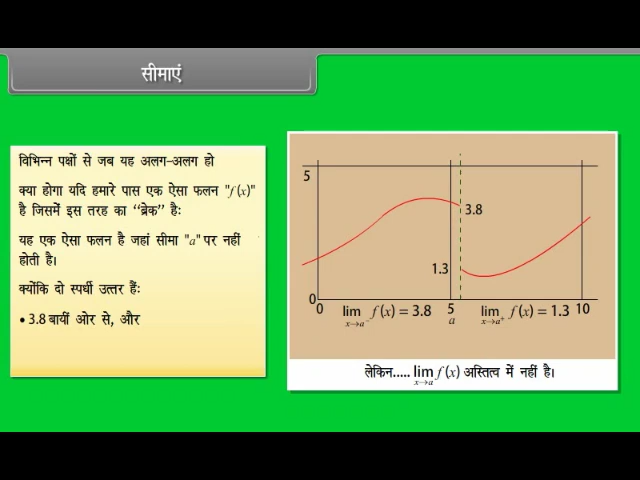 सीमाएं
विभिन्न पक्षों से जब यह अलग-अलग हो
क्या होगा यदि हमारे पास एक ऐसा फलन "f(x)"
है जिसमें इस तरह का “ब्रेक” है:
यह एक ऐसा फलन है जहां सीमा "a" पर नहीं
होती है।
क्योंकि दो स्पर्धी उत्तर हैं:
• 3.8 बायीं ओर से, और
5
3.8
1.3
0
0 5 10
a
lim x→a⁻ f(x) = 3.8
lim x→a⁺ f(x) = 1.3
लेकिन..... lim x→a f(x) अस्तित्व में नहीं है।